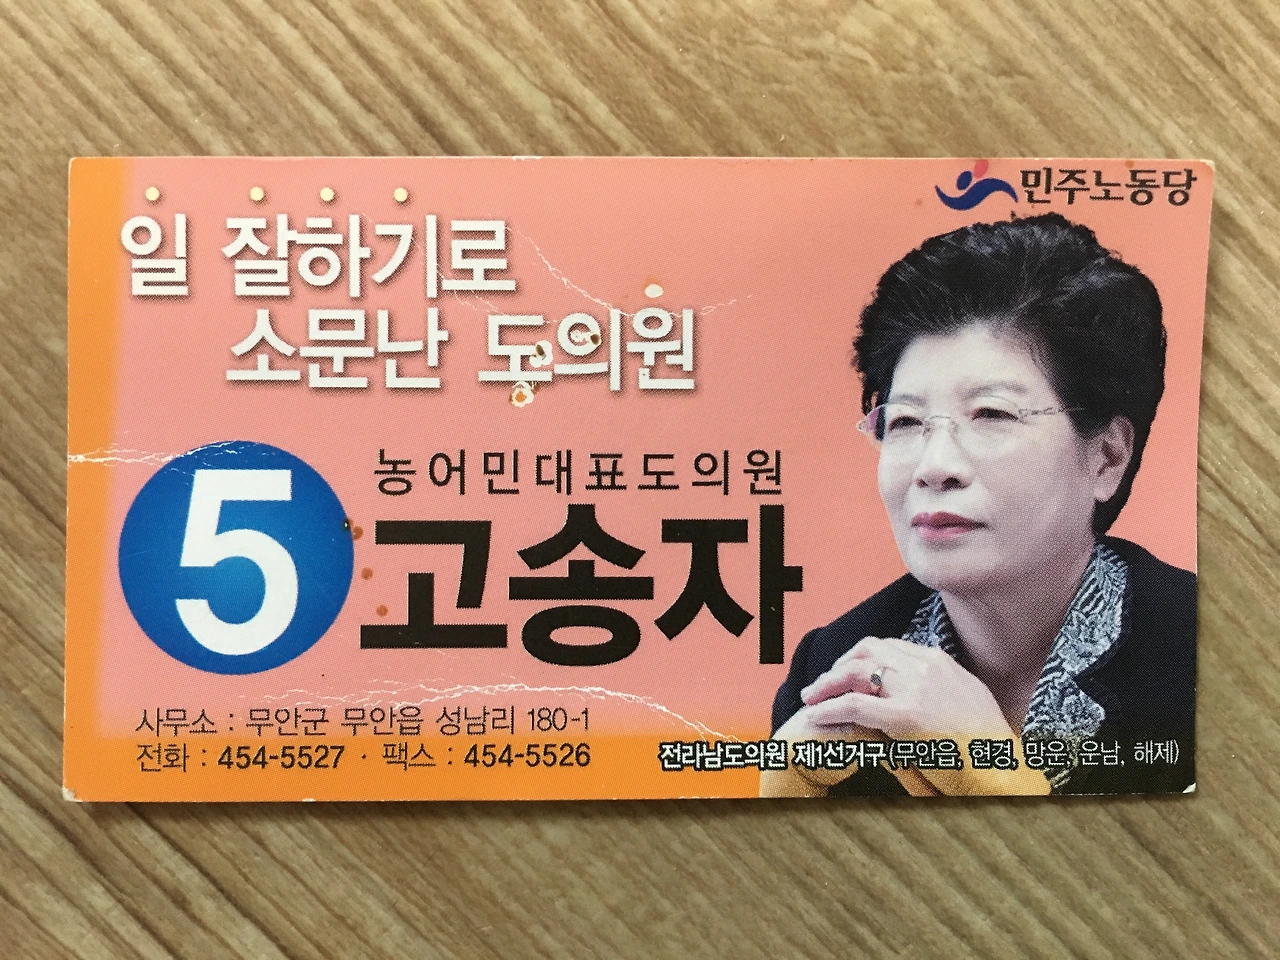 민주노동당
일 잘하기로
소문난 도의원
5
농어민대표도의원
고송자
사무소 : 무안군 무안읍 성남리 180-1
전화 : 454-5527 · 팩스 : 454-5526
전라남도의원 제1선거구(무안읍, 현경, 망운, 운남, 해제)